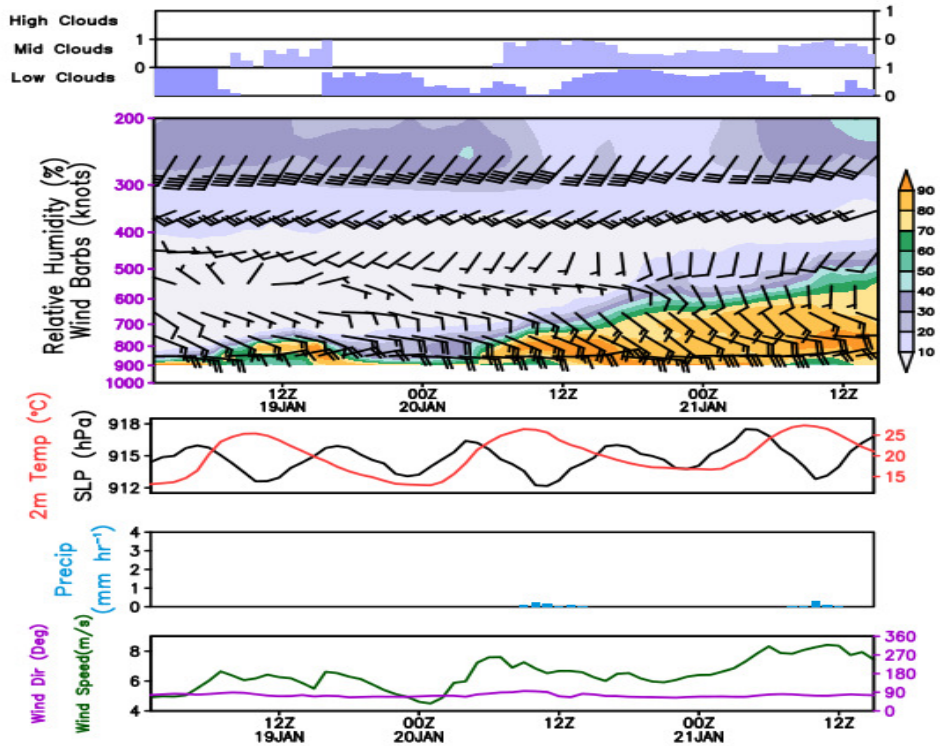 High Clouds
1
0
Mid Clouds
1
0
1
0
Low Clouds
1
0
Relative Humidity (%)
Wind Barbs (knots)
200
300
400
500
600
700
800
900
1000
90
80
70
60
50
40
30
20
10
12Z
19JAN
00Z
20JAN
12Z
00Z
21JAN
12Z
2m Temp (°C)
SLP (hPa)
918
915
912
25
20
15
Precip
(mm hr⁻¹)
4
3
2
1
0
Wind Dir (Deg)
Wind Speed(m/s)
8
6
4
360
270
180
90
0
12Z
19JAN
00Z
20JAN
12Z
00Z
21JAN
12Z